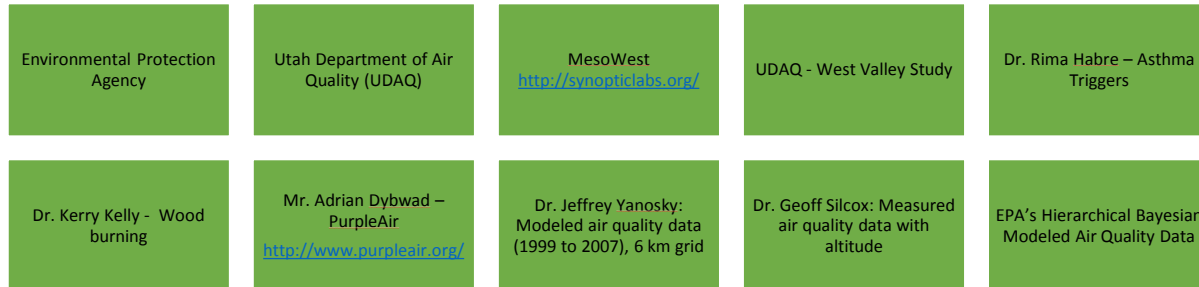 Environmental Protection
Agency
Utah Department of Air
Quality (UDAQ)
MesoWest
http://synopticlabs.org/
UDAQ - West Valley Study
Dr. Rima Habre – Asthma
Triggers
Dr. Kerry Kelly - Wood
burning
Mr. Adrian Dybwad –
PurpleAir
http://www.purpleair.org/
Dr. Jeffrey Yanosky:
Modeled air quality data
(1999 to 2007), 6 km grid
Dr. Geoff Silcox: Measured
air quality data with
altitude
EPA's Hierarchical Bayesian
Modeled Air Quality Data